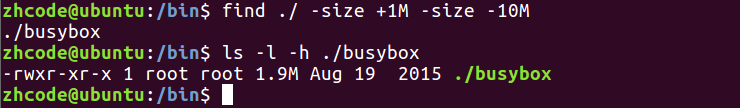 zhcode@ubuntu:/bin$ find ./ -size +1M -size -10M
./busybox
zhcode@ubuntu:/bin$ ls -l -h ./busybox
-rwxr-xr-x 1 root root 1.9M Aug 19  2015 ./busybox
zhcode@ubuntu:/bin$